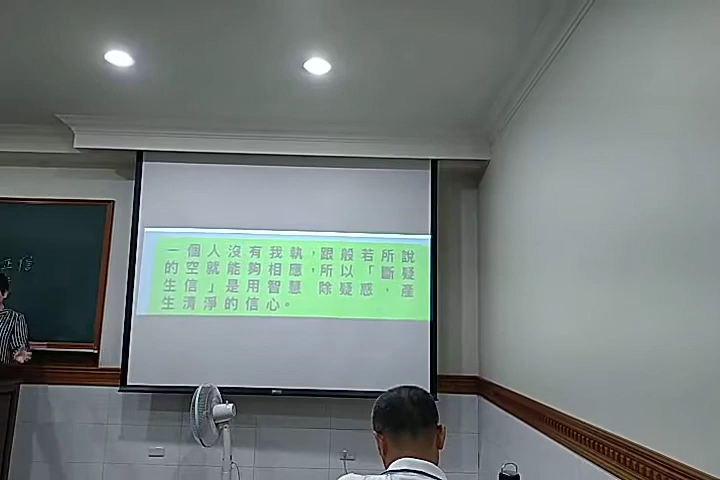 正信
一個人沒有我執，跟般若所說
的空就能夠相應，所以「斷疑
生信」是用智慧 除疑惑，產
生清淨的信心。